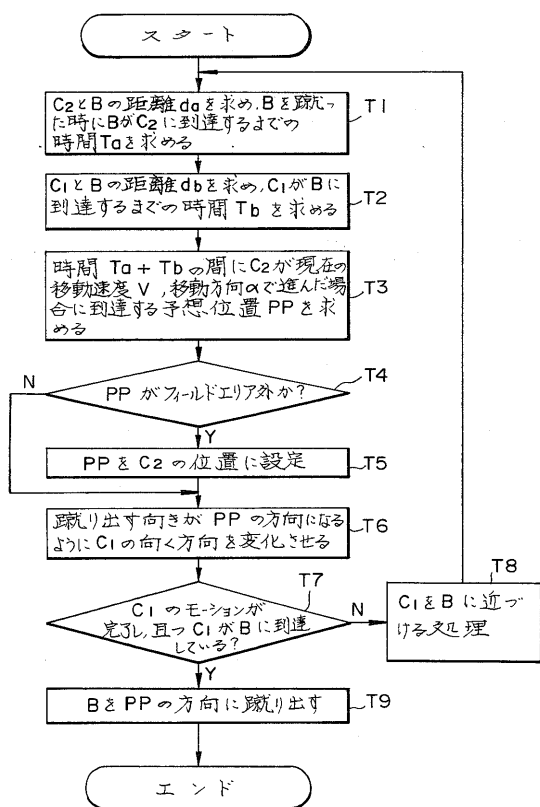 スタート
C2とBの距離daを求め、Bを蹴っ
た時にBがC2に到達するまでの
時間Taを求める
T1
C1とBの距離dbを求め、C1がBに
到達するまでの時間Tbを求める
T2
時間Ta+Tbの間にC2が現在の
移動速度V,移動方向αで進んだ場
合に到達する予想位置PPを求
める
T3
T4
N
PPがフィールドエリア外か?
Y
PPをC2の位置に設定
T5
蹴り出す向きがPPの方向になる
ようにC1の向く方向を変化させる
T6
T7
T8
C1のモーションが
完了し,且つC1がBに到達
している?
N
C1をBに近づ
ける処理
Y
BをPPの方向に蹴り出す
T9
エンド